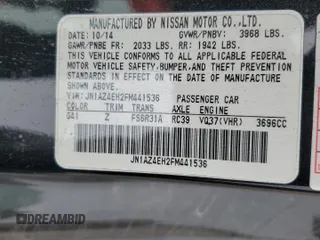 MANUFACTURED BY NISSAN MOTOR CO.,LTD.
DATE: 10/14 GVWR/PNBV: 3968 LBS.
GAWR/PNBE FR: 2033 LBS. RR: 1942 LBS.
THIS VEHICLE CONFORMS TO ALL APPLICABLE FEDERAL
MOTOR VEHICLE SAFETY,BUMPER,AND THEFT PREVENTION
STANDARDS IN EFFECT ON THE DATE OF MANUFACTURE
SHOWN ABOVE.
VIN: JN1AZ4EH2FM441536 PASSENGER CAR
COLOR TRIM TRANS AXLE ENGINE
Z FS6R31A RC39 VQ37(VHR) 3696CC
JN1AZ4EH2FM441536
DREAMBID